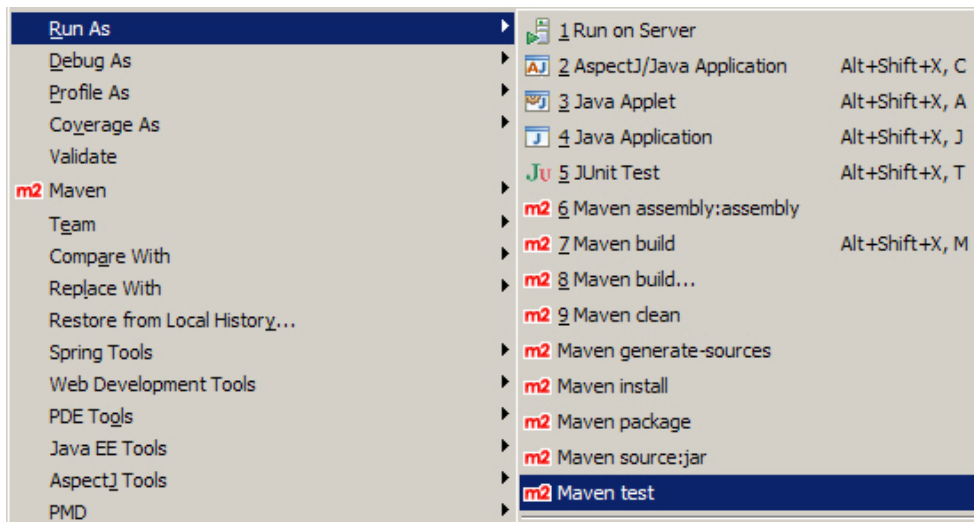 Run As
Debug As
Profile As
Coverage As
Validate
m2 Maven
Team
Compare With
Replace With
Restore from Local History...
Spring Tools
Web Development Tools
PDE Tools
Java EE Tools
AspectJ Tools
PMD
1 Run on Server
AJ 2 AspectJ/Java Application Alt+Shift+X, C
3 Java Applet Alt+Shift+X, A
J 4 Java Application Alt+Shift+X, J
JU 5 JUnit Test Alt+Shift+X, T
m2 6 Maven assembly:assembly
m2 7 Maven build Alt+Shift+X, M
m2 8 Maven build...
m2 9 Maven clean
m2 Maven generate-sources
m2 Maven install
m2 Maven package
m2 Maven source:jar
m2 Maven test